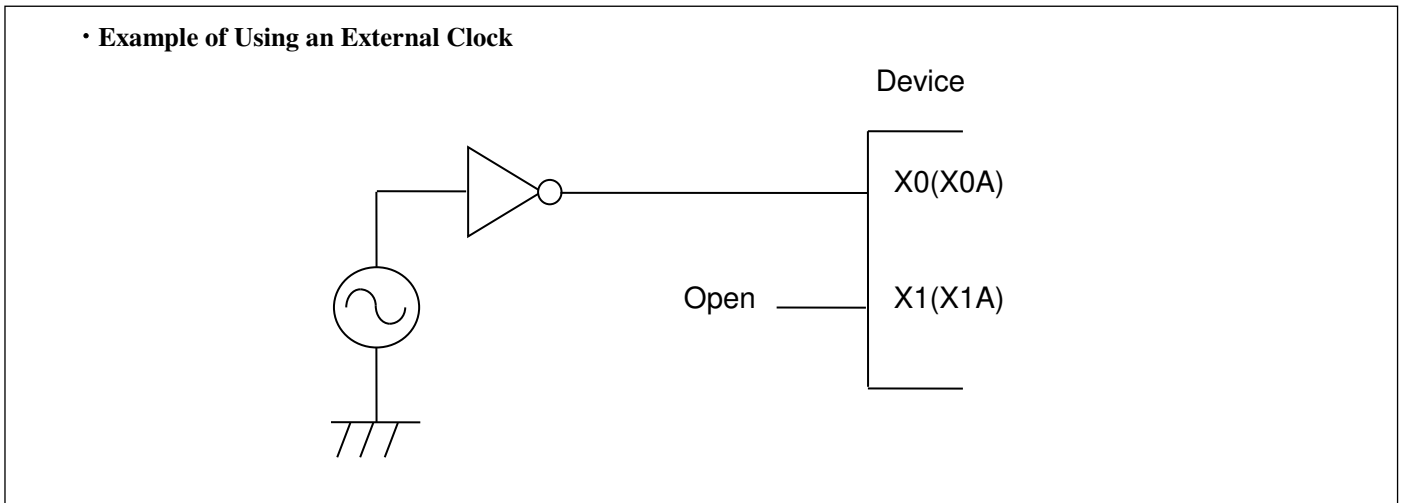 ・Example of Using an External Clock
Device
X0(X0A)
Open
X1(X1A)